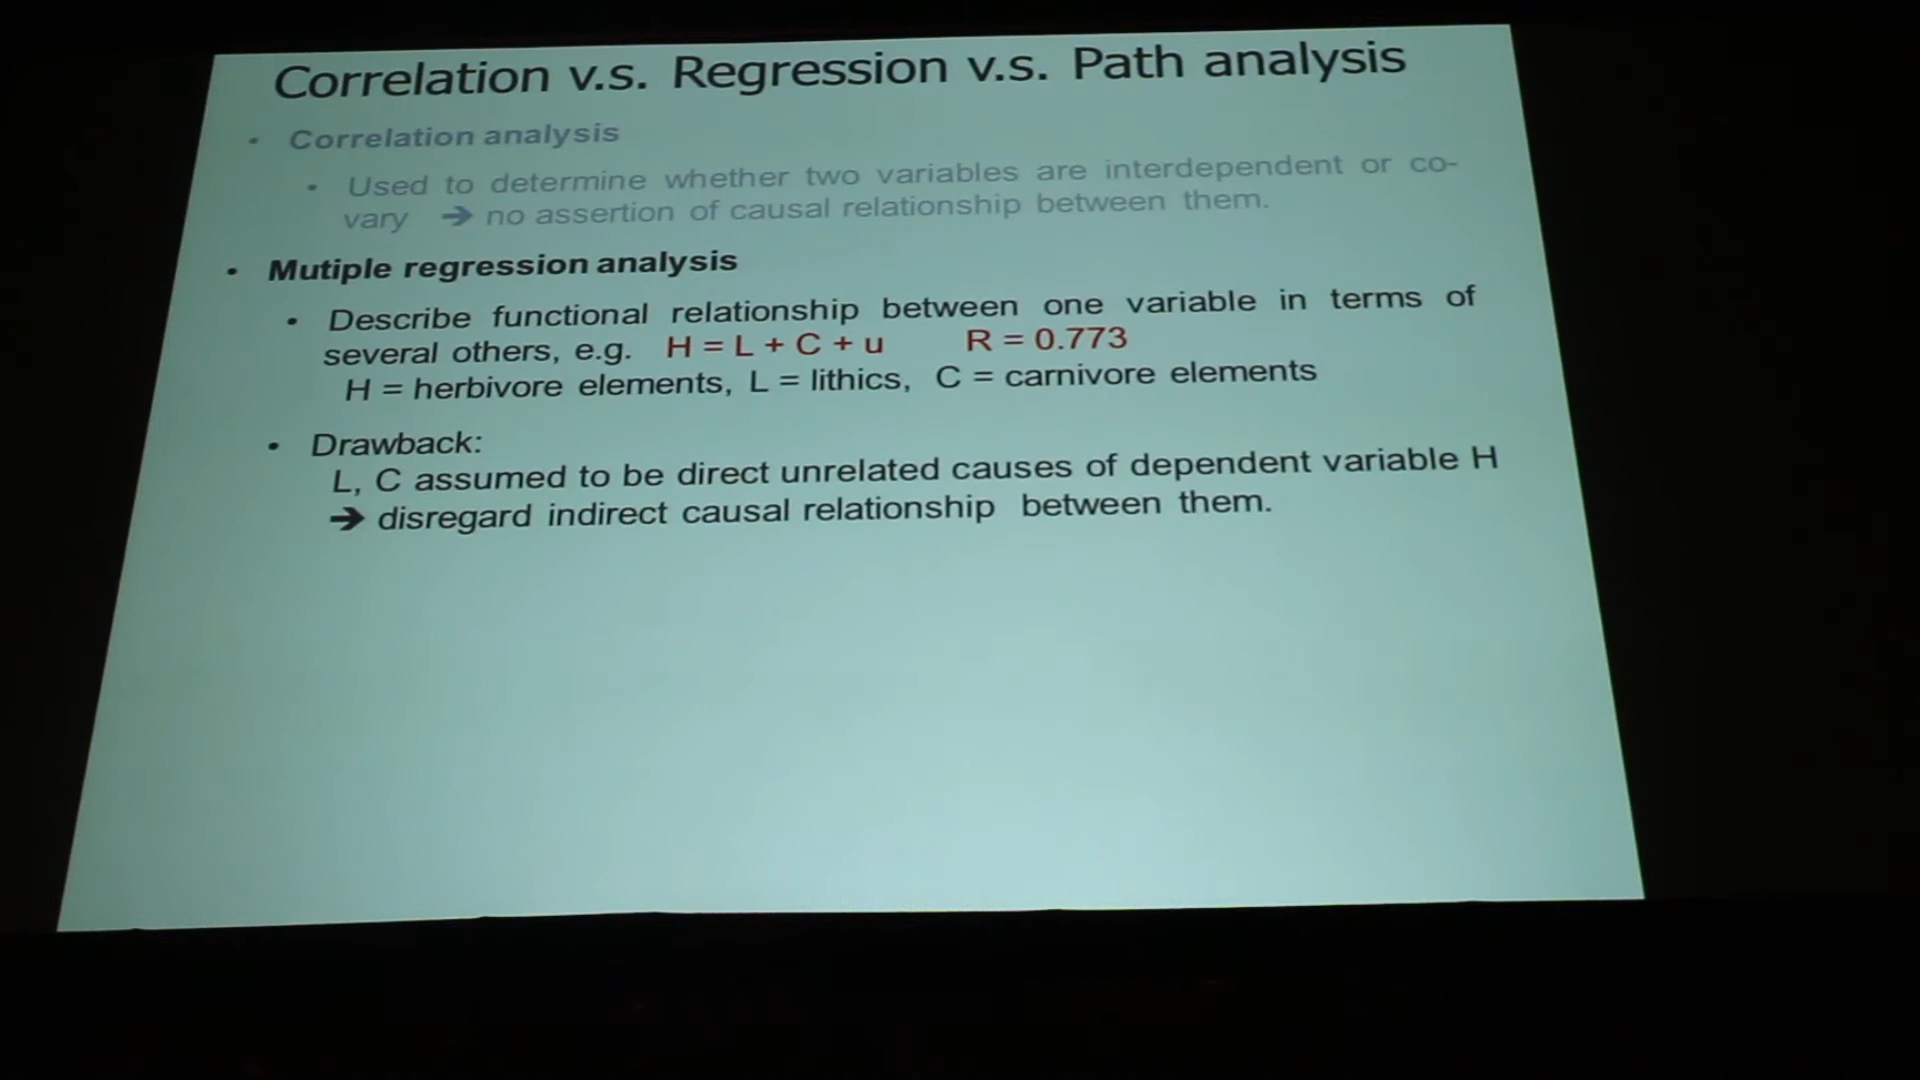 Correlation v.s. Regression v.s. Path analysis
• Correlation analysis
• Used to determine whether two variables are interdependent or co-
vary ➔ no assertion of causal relationship between them.
• Mutiple regression analysis
• Describe functional relationship between one variable in terms of
several others, e.g. H = L + C + u R = 0.773
H = herbivore elements, L = lithics, C = carnivore elements
• Drawback:
L, C assumed to be direct unrelated causes of dependent variable H
➔ disregard indirect causal relationship between them.